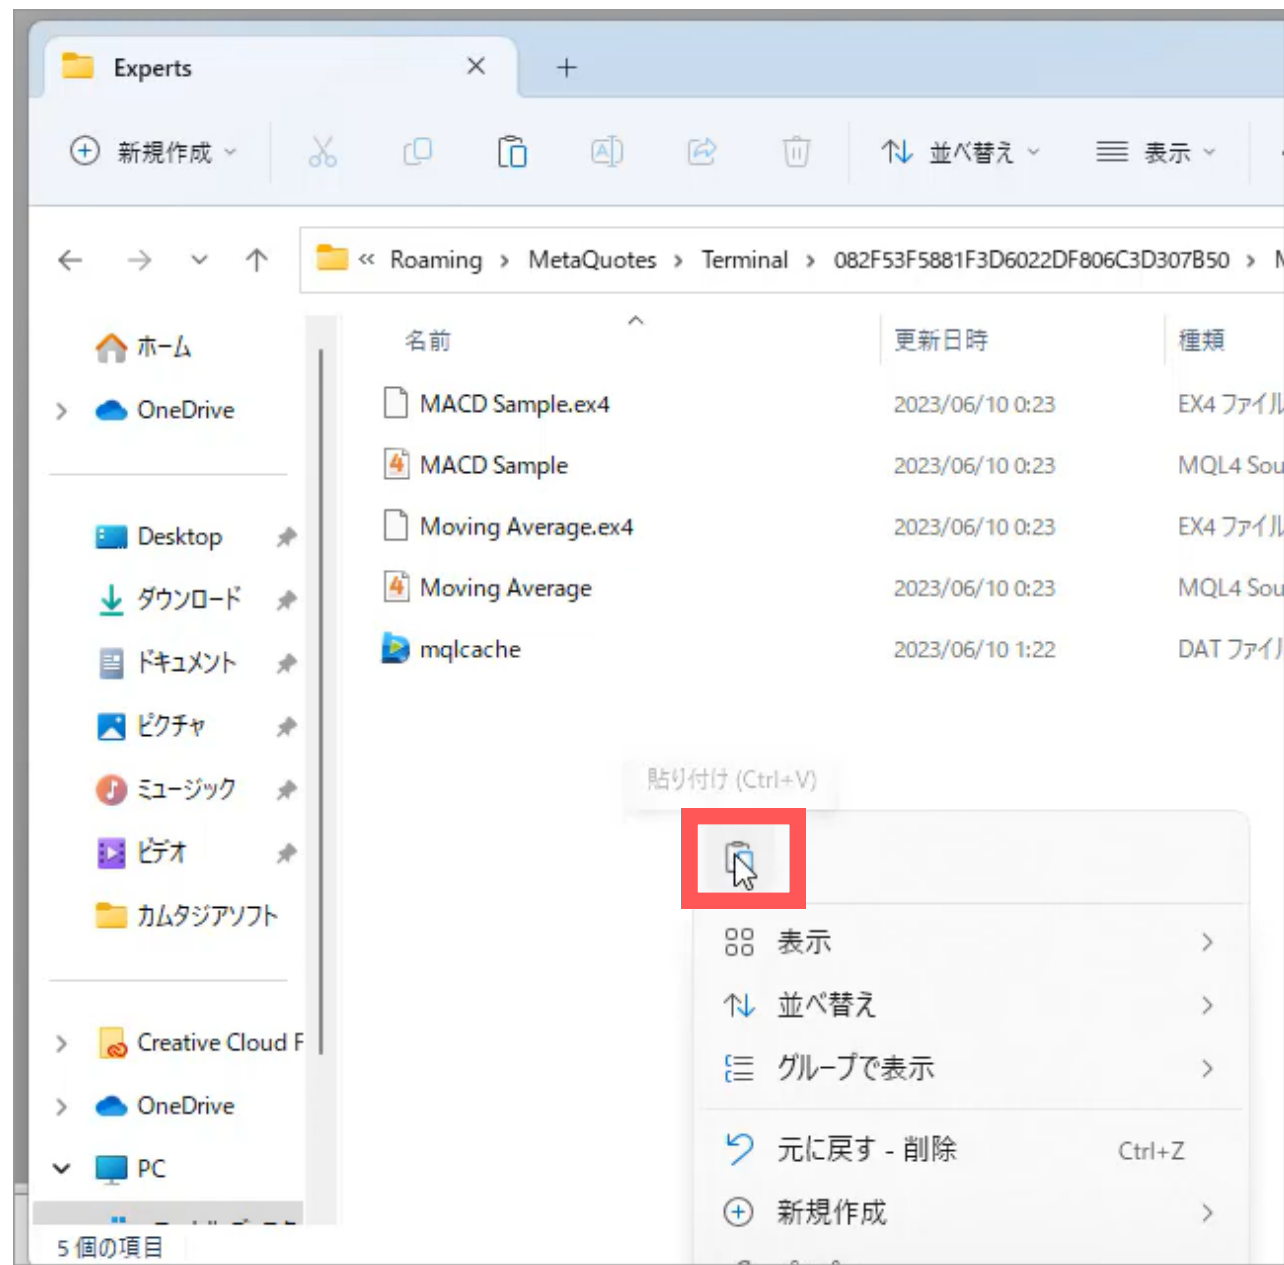 Experts
新規作成
並べ替え
表示
« Roaming > MetaQuotes > Terminal > 082F53F5881F3D6022DF806C3D307B50 >
名前 更新日時 種類
ホーム
OneDrive
Desktop
ダウンロード
ドキュメント
ピクチャ
ミュージック
ビデオ
カムタジアソフト
Creative Cloud F
OneDrive
PC
MACD Sample.ex4 2023/06/10 0:23 EX4 ファイル
MACD Sample 2023/06/10 0:23 MQL4 Sou
Moving Average.ex4 2023/06/10 0:23 EX4 ファイル
Moving Average 2023/06/10 0:23 MQL4 Sou
mqlcache 2023/06/10 1:22 DAT ファイ
貼り付け (Ctrl+V)
表示
並べ替え
グループで表示
元に戻す - 削除 Ctrl+Z
新規作成
5 個の項目